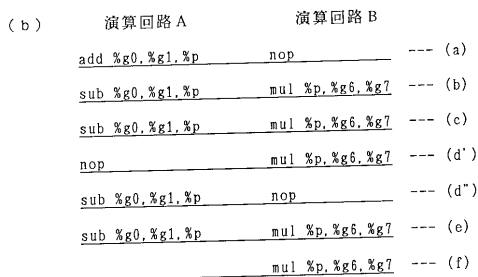 (b) 演算回路A 演算回路B
add %g0,%g1,%p nop --- (a)
sub %g0,%g1,%p mul %p,%g6,%g7 --- (b)
sub %g0,%g1,%p mul %p,%g6,%g7 --- (c)
nop mul %p,%g6,%g7 --- (d')
sub %g0,%g1,%p nop --- (d")
sub %g0,%g1,%p mul %p,%g6,%g7 --- (e)
mul %p,%g6,%g7 --- (f)